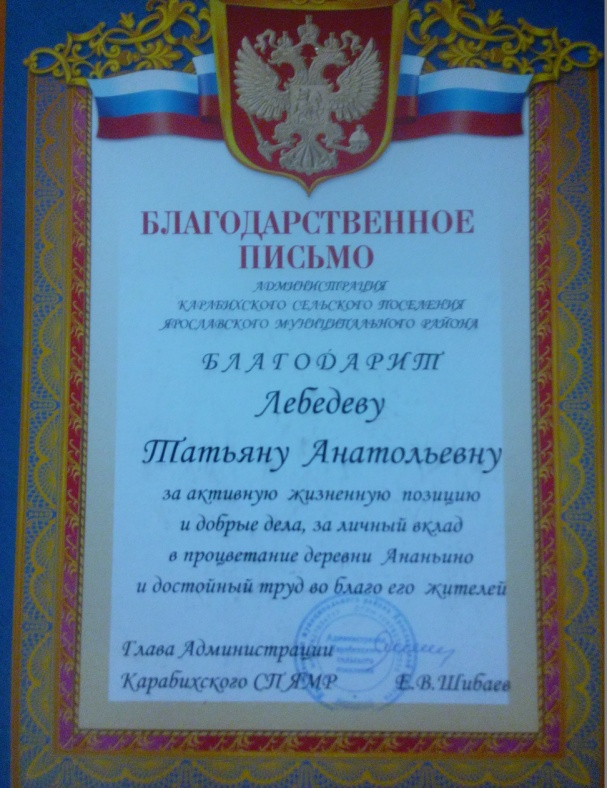 БЛАГОДАРСТВЕННОЕ
ПИСЬМО
АДМИНИСТРАЦИЯ
КАРАБИХСКОГО СЕЛЬСКОГО ПОСЕЛЕНИЯ
ЯРОСЛАВСКОГО МУНИЦИПАЛЬНОГО РАЙОНА
БЛАГОДАРИТ
Лебедеву
Татьяну Анатольевну
за активную жизненную позицию
и добрые дела, за личный вклад
в процветание деревни Ананьино
и достойный труд во благо его жителей
Глава Администрации
Карабихского СП ЯМР Е.В.Шибаев